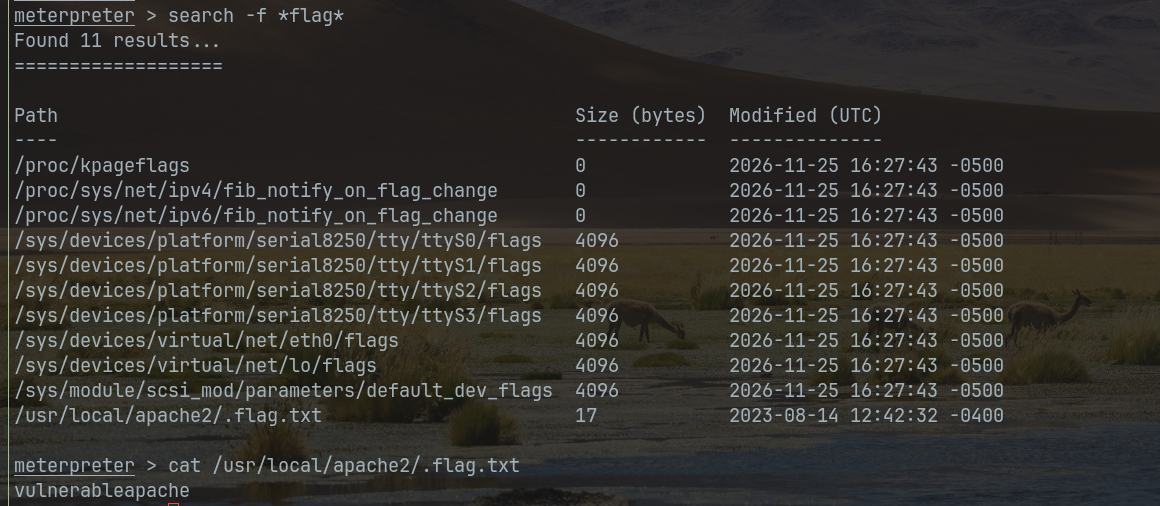 meterpreter > search -f *flag*
Found 11 results...
===================
Path Size (bytes) Modified (UTC)
---- ------------ --------------
/proc/kpageflags 0 2026-11-25 16:27:43 -0500
/proc/sys/net/ipv4/fib_notify_on_flag_change 0 2026-11-25 16:27:43 -0500
/proc/sys/net/ipv6/fib_notify_on_flag_change 0 2026-11-25 16:27:43 -0500
/sys/devices/platform/serial8250/tty/ttyS0/flags 4096 2026-11-25 16:27:43 -0500
/sys/devices/platform/serial8250/tty/ttyS1/flags 4096 2026-11-25 16:27:43 -0500
/sys/devices/platform/serial8250/tty/ttyS2/flags 4096 2026-11-25 16:27:43 -0500
/sys/devices/platform/serial8250/tty/ttyS3/flags 4096 2026-11-25 16:27:43 -0500
/sys/devices/virtual/net/eth0/flags 4096 2026-11-25 16:27:43 -0500
/sys/devices/virtual/net/lo/flags 4096 2026-11-25 16:27:43 -0500
/sys/module/scsi_mod/parameters/default_dev_flags 4096 2026-11-25 16:27:43 -0500
/usr/local/apache2/.flag.txt 17 2023-08-14 12:42:32 -0400
meterpreter > cat /usr/local/apache2/.flag.txt
vulnerableapache